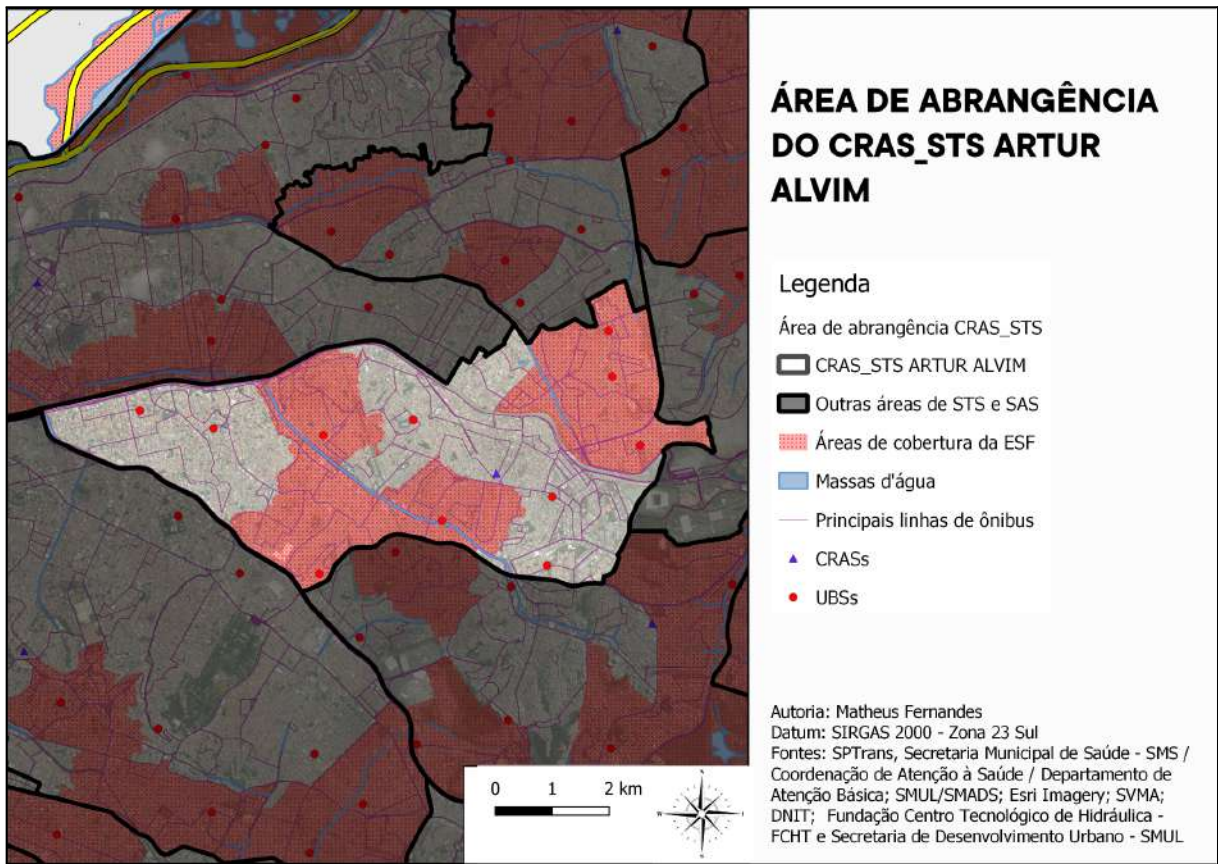 ÁREA DE ABRANGÊNCIA
DO CRAS_STS ARTUR
ALVIM
Legenda
Área de abrangência CRAS_STS
CRAS_STS ARTUR ALVIM
Outras áreas de STS e SAS
Áreas de cobertura da ESF
Massas d'água
Principais linhas de ônibus
CRASs
UBSs
Autoria: Matheus Fernandes
Datum: SIRGAS 2000 - Zona 23 Sul
Fontes: SPTrans, Secretaria Municipal de Saúde - SMS /
Coordenação de Atenção à Saúde / Departamento de
Atenção Básica; SMUL/SMADS; Esri Imagery; SVMA;
DNIT; Fundação Centro Tecnológico de Hidráulica -
FCHT e Secretaria de Desenvolvimento Urbano - SMUL
0 1 2 km